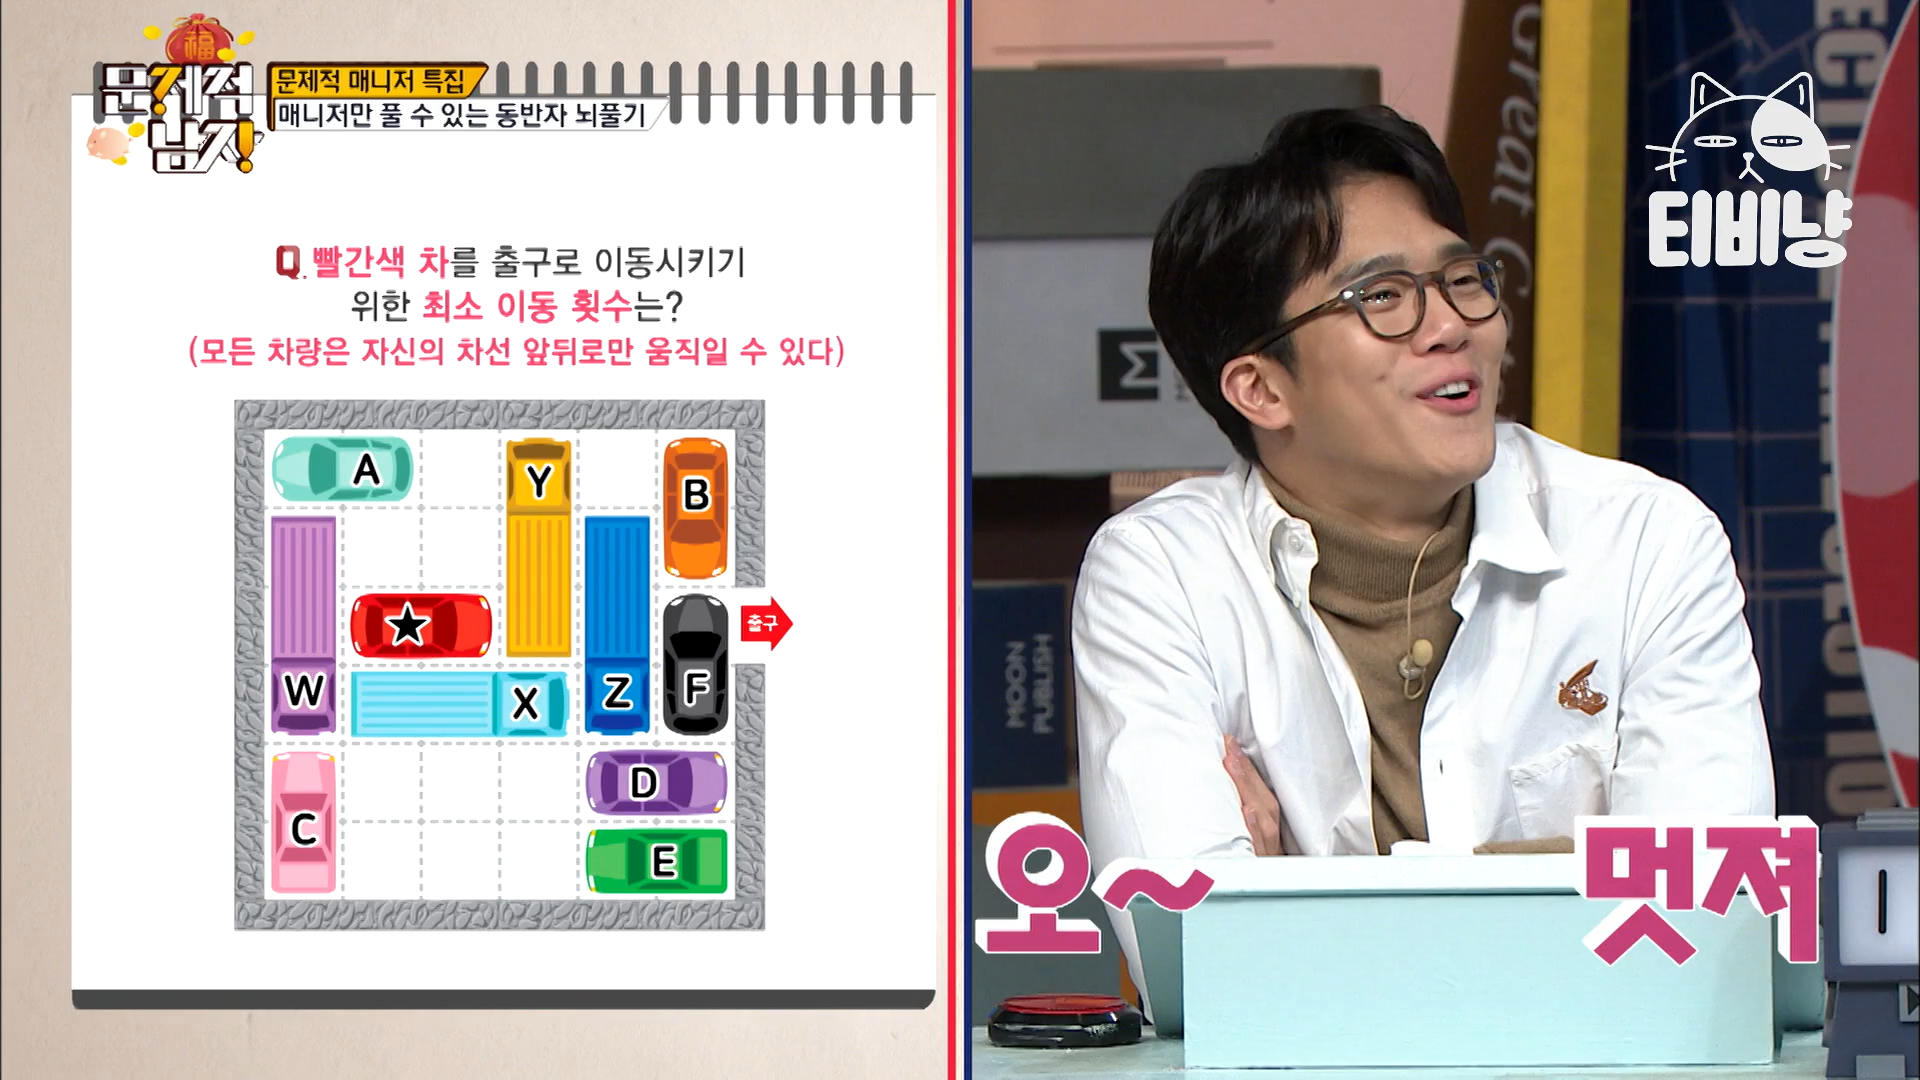 福
문제적
남자
문제적 매니저 특집
매니저만 풀 수 있는 동반자 뇌풀기
Q. 빨간색 차를 출구로 이동시키기
위한 최소 이동 횟수는?
(모든 차량은 자신의 차선 앞뒤로만 움직일 수 있다)
A
Y
B
W
X
Z
F
출구
C
D
E
티비냥
Great
MOON
PUBLISH
오~ 멋져